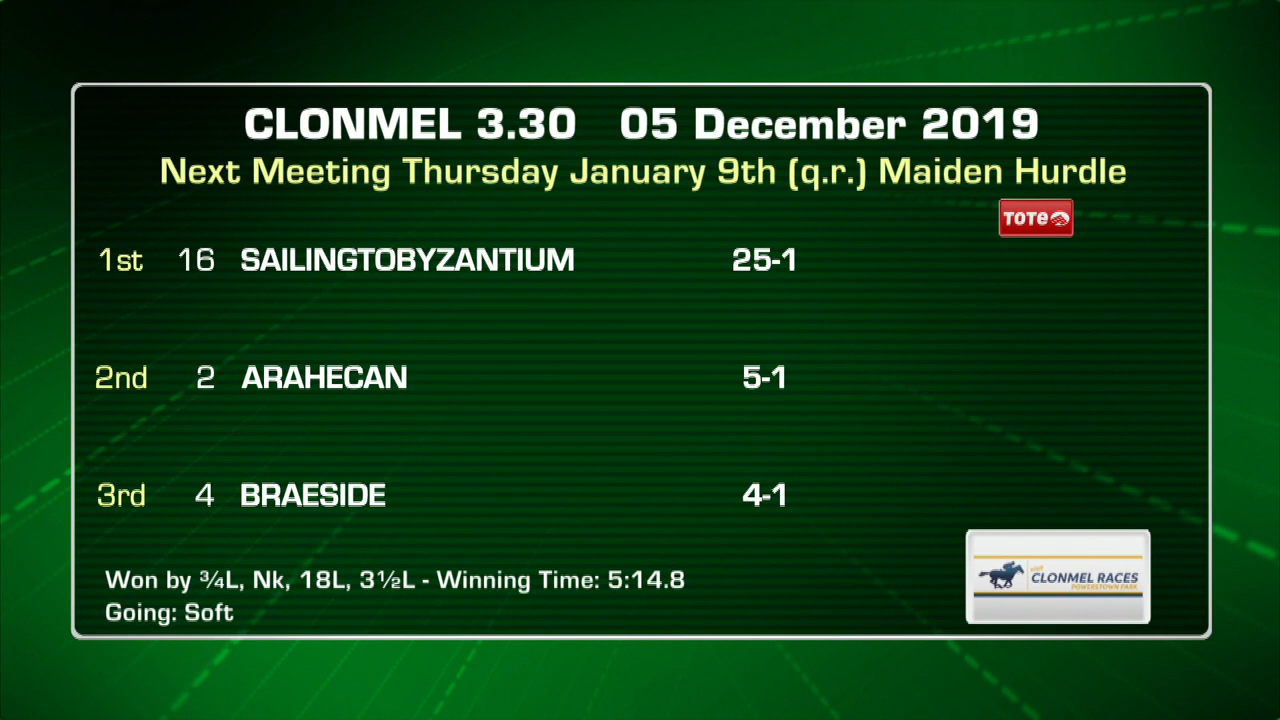 CLONMEL 3.30 05 December 2019
Next Meeting Thursday January 9th (q.r.) Maiden Hurdle
TOTe
1st 16 SAILINGTOBYZANTIUM 25-1
2nd 2 ARAHECAN 5-1
3rd 4 BRAESIDE 4-1
Won by ¾L, Nk, 18L, 3½L - Winning Time: 5:14.8
Going: Soft
CLONMEL RACES
POWERSTOWN PARK